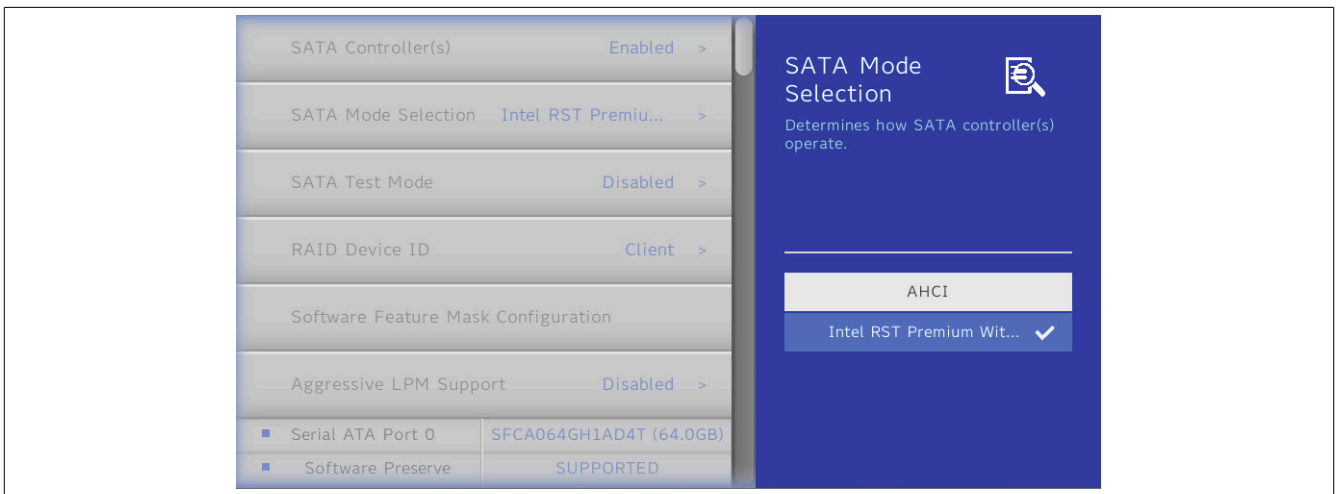 SATA Controller(s) Enabled >
SATA Mode Selection Intel RST Premiu... >
SATA Test Mode Disabled >
RAID Device ID Client >
Software Feature Mask Configuration
Aggressive LPM Support Disabled >
Serial ATA Port 0 SFCA064GH1AD4T (64.0GB)
Software Preserve SUPPORTED
SATA Mode
Selection
Determines how SATA controller(s)
operate.
AHCI
Intel RST Premium Wit...